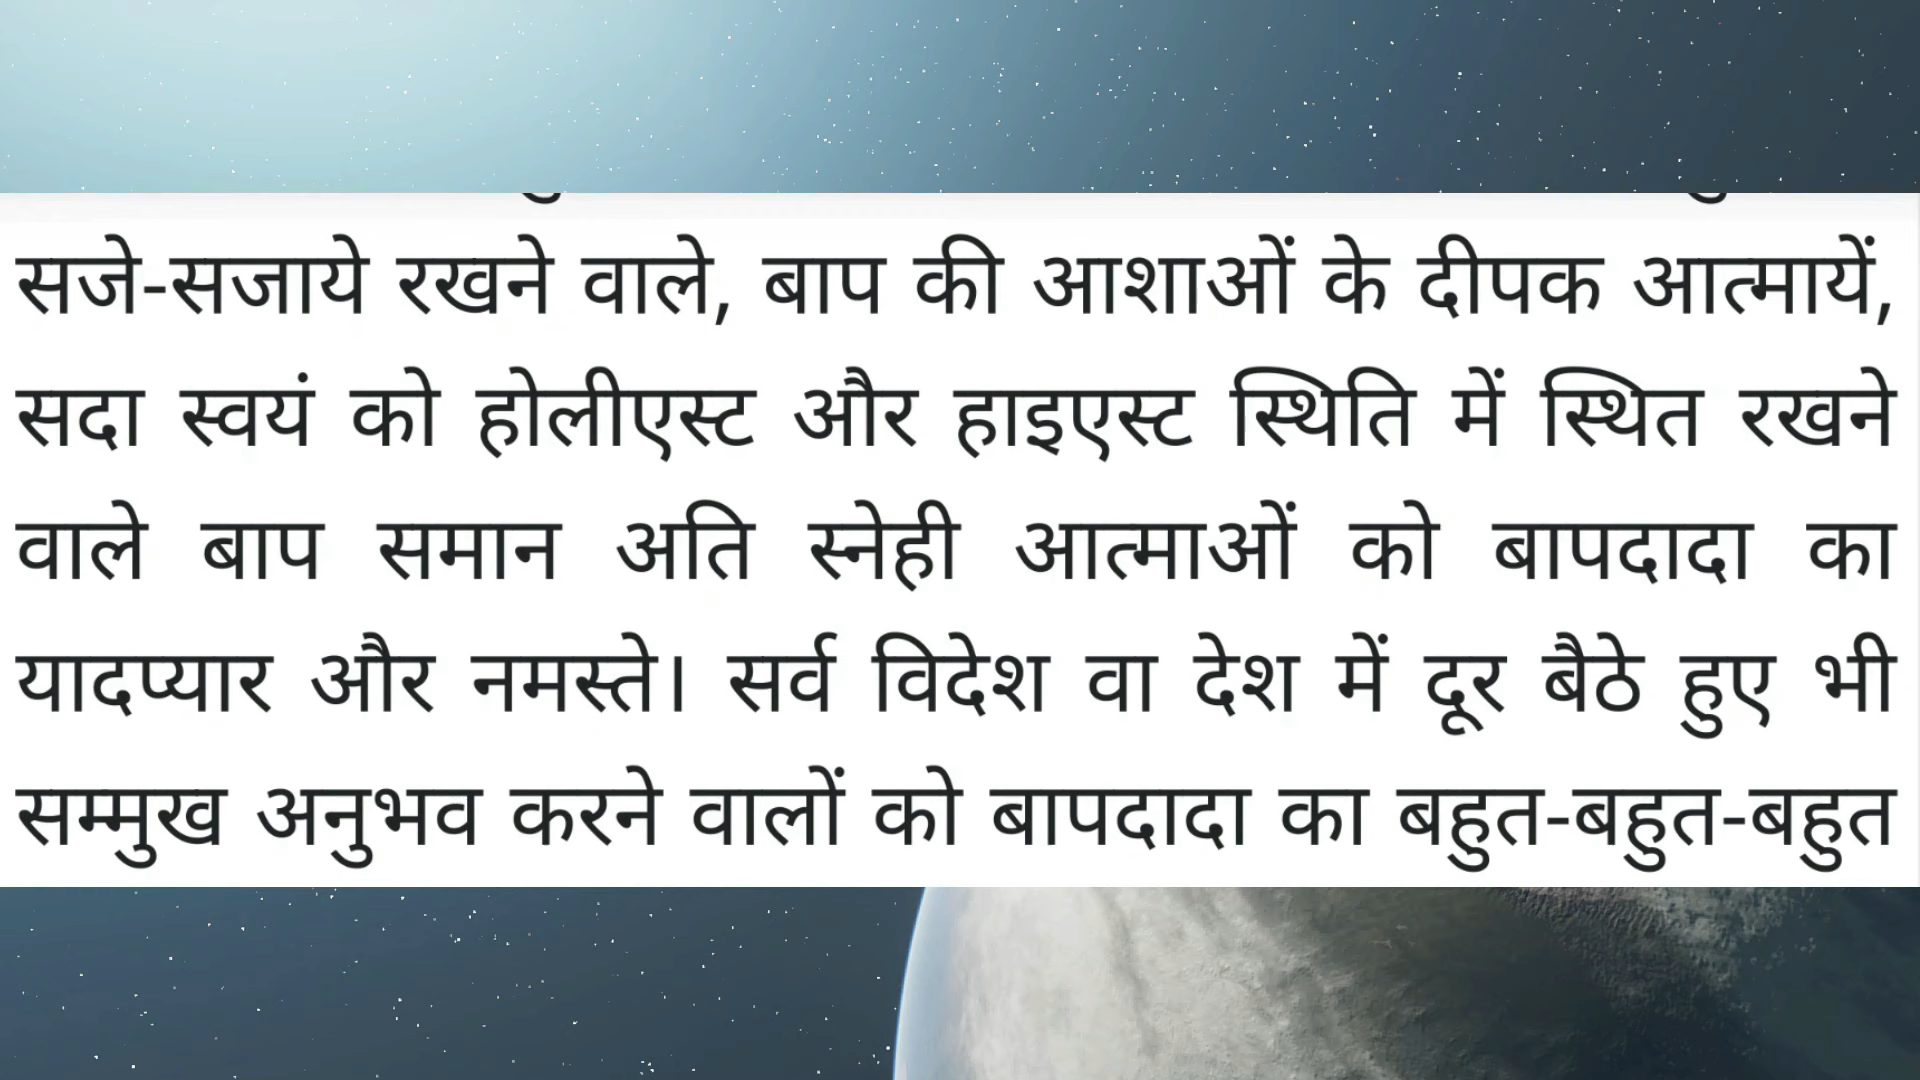 सजे-सजाये रखने वाले, बाप की आशाओं के दीपक आत्मायें,
सदा स्वयं को होलीएस्ट और हाइएस्ट स्थिति में स्थित रखने
वाले बाप समान अति स्नेही आत्माओं को बापदादा का
यादप्यार और नमस्ते। सर्व विदेश वा देश में दूर बैठे हुए भी
सम्मुख अनुभव करने वालों को बापदादा का बहुत-बहुत-बहुत